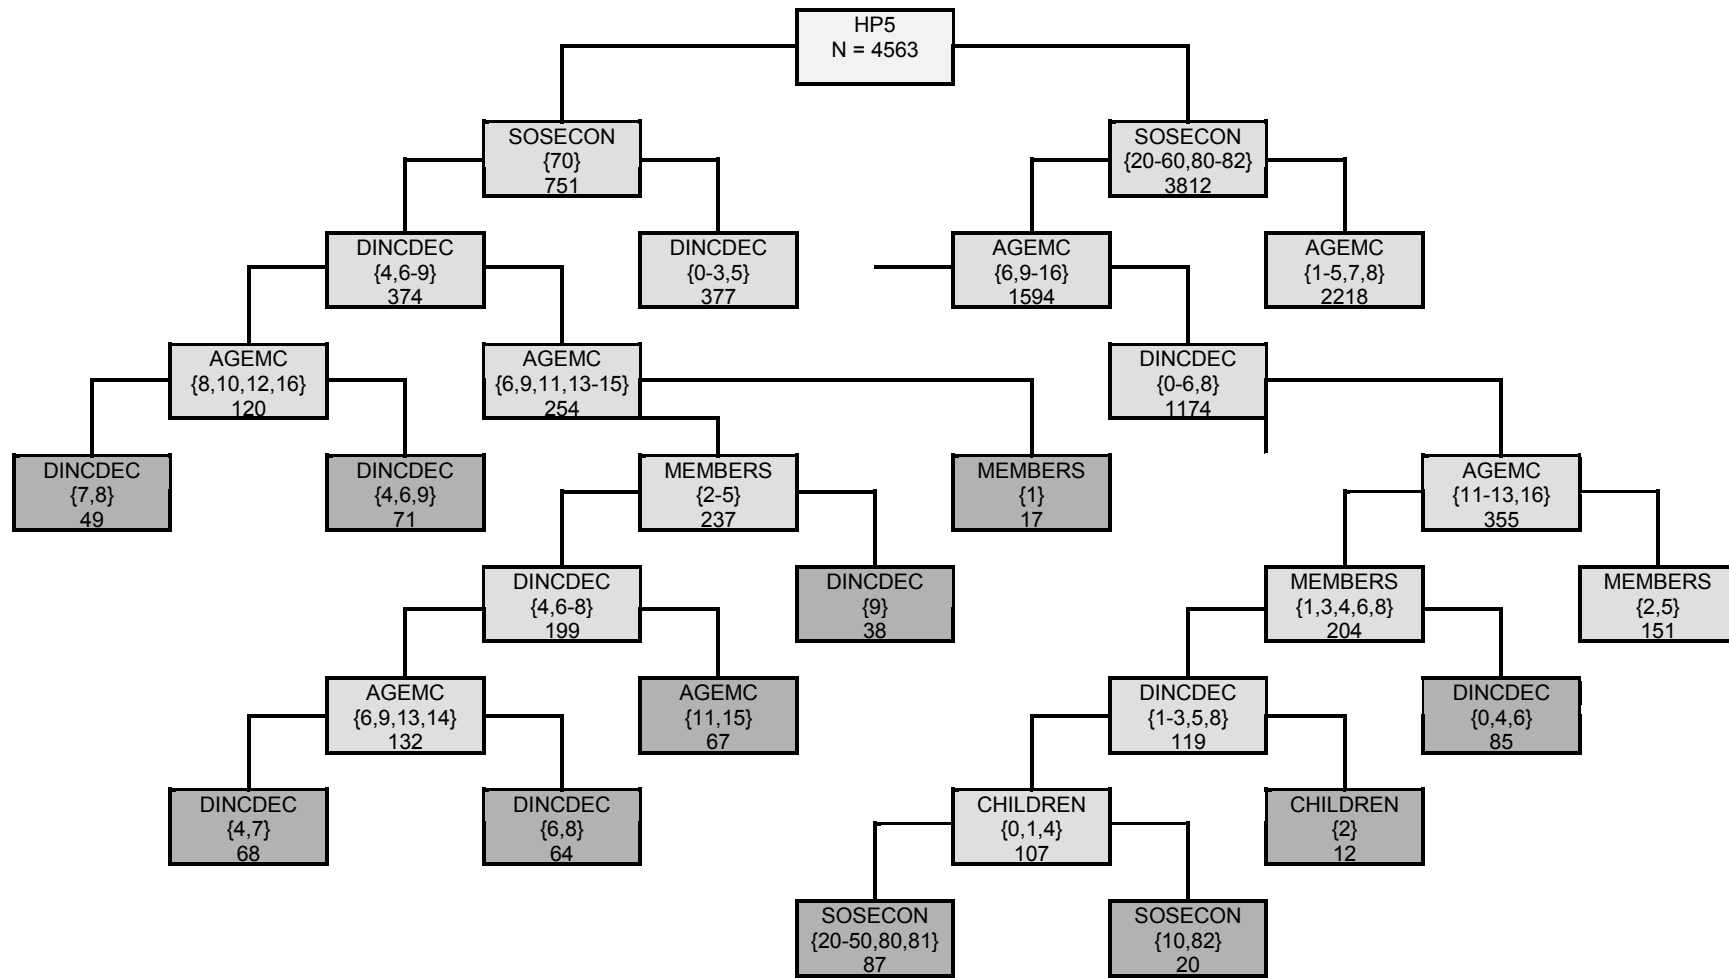 HP5
N = 4563
SOSECON
{70}
751
SOSECON
{20-60,80-82}
3812
DINCDEC
{4,6-9}
374
DINCDEC
{0-3,5}
377
AGEMC
{6,9-16}
1594
AGEMC
{1-5,7,8}
2218
AGEMC
{8,10,12,16}
120
AGEMC
{6,9,11,13-15}
254
DINCDEC
{0-6,8}
1174
DINCDEC
{7,8}
49
DINCDEC
{4,6,9}
71
MEMBERS
{2-5}
237
MEMBERS
{1}
17
AGEMC
{11-13,16}
355
DINCDEC
{4,6-8}
199
DINCDEC
{9}
38
MEMBERS
{1,3,4,6,8}
204
MEMBERS
{2,5}
151
AGEMC
{6,9,13,14}
132
AGEMC
{11,15}
67
DINCDEC
{1-3,5,8}
119
DINCDEC
{0,4,6}
85
DINCDEC
{4,7}
68
DINCDEC
{6,8}
64
CHILDREN
{0,1,4}
107
CHILDREN
{2}
12
SOSECON
{20-50,80,81}
87
SOSECON
{10,82}
20